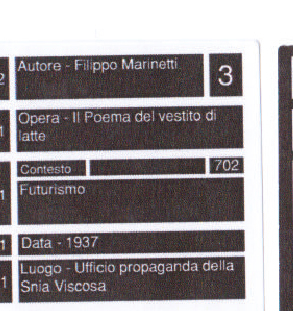 Autore - Filippo Marinetti
3
Opera - Il Poema del vestito di
latte
Contesto
702
Futurismo
Data - 1937
Luogo - Ufficio propaganda della
Snia Viscosa
2
1
1
1
1